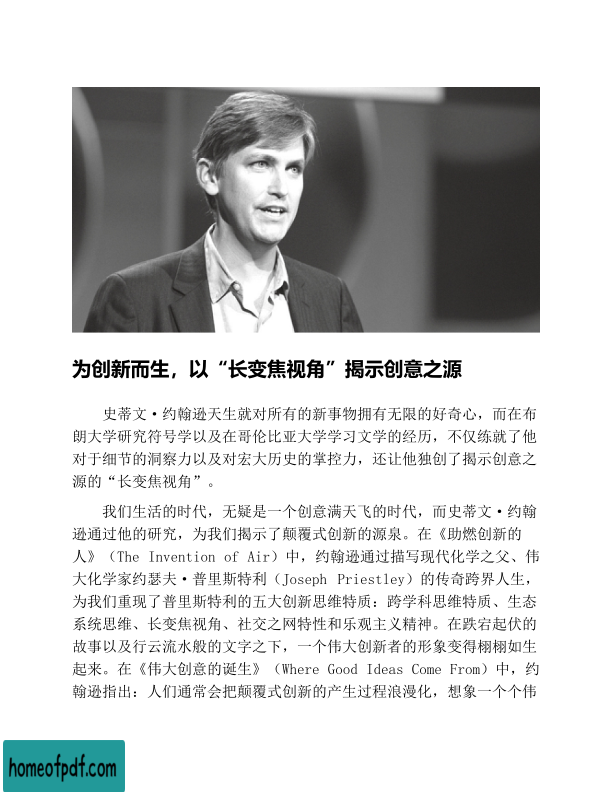 为创新而生，以“长变焦视角”揭示创意之源
史蒂文·约翰逊天生就对所有的新事物拥有无限的好奇心，而在布
朗大学研究符号学以及在哥伦比亚大学学习文学的经历，不仅练就了他
对于细节的洞察力以及对宏大历史的掌控力，还让他独创了揭示创意之
源的“长变焦视角”。
我们生活的时代，无疑是一个创意满天飞的时代，而史蒂文·约翰
逊通过他的研究，为我们揭示了颠覆式创新的源泉。在《助燃创新的
人》（The Invention of Air）中，约翰逊通过描写现代化学之父、伟
大化学家约瑟夫·普里斯特利（Joseph Priestley）的传奇跨界人生，
为我们重现了普里斯特利的五大创新思维特质：跨学科思维特质、生态
系统思维、长变焦视角、社交之网特性和乐观主义精神。在跌宕起伏的
故事以及行云流水般的文字之下，一个伟大创新者的形象变得栩栩如生
起来。在《伟大创意的诞生》（Where Good Ideas Come From）中，约
翰逊指出：人们通常会把颠覆式创新的产生过程浪漫化，想象一个个伟
homeofpdf.com